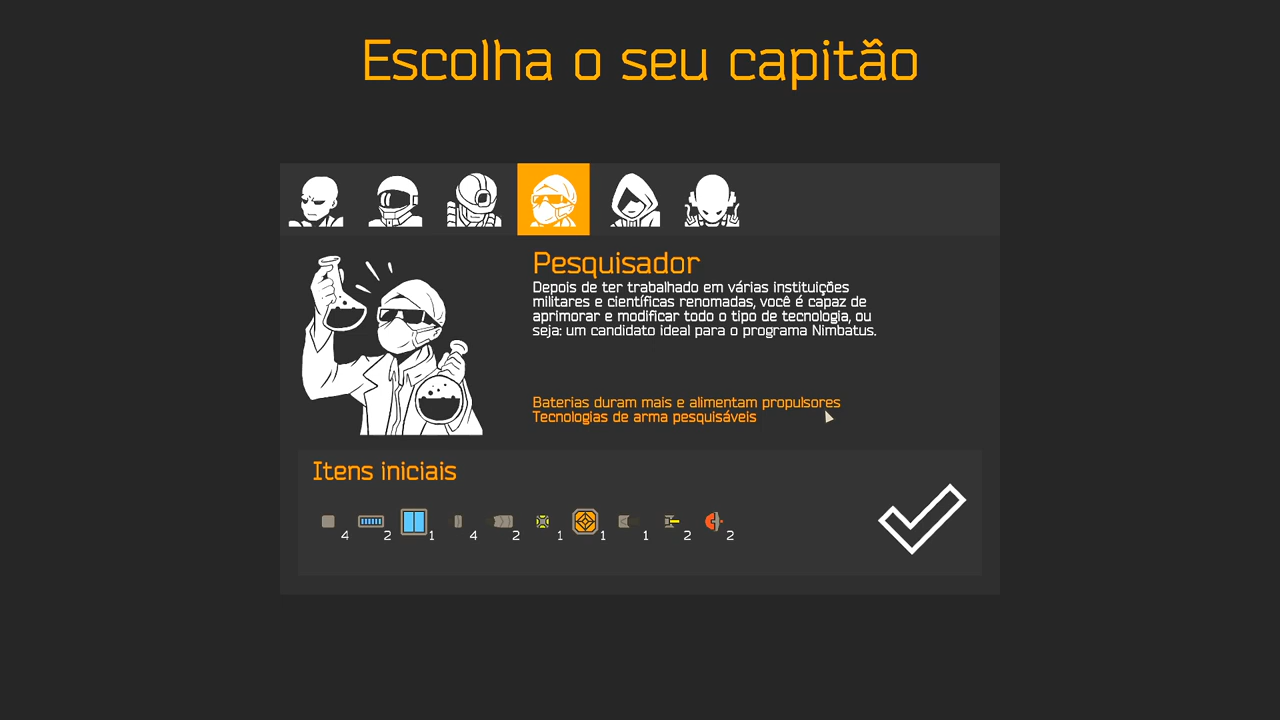 Escolha o seu capitão
Pesquisador
Depois de ter trabalhado em várias instituições
militares e científicas renomadas, você é capaz de
aprimorar e modificar todo o tipo de tecnologia, ou
seja: um candidato ideal para o programa Nimbatus.
Baterias duram mais e alimentam propulsores
Tecnologias de arma pesquisáveis
Itens iniciais
4 2 1 4 2 1 1 1 2 2